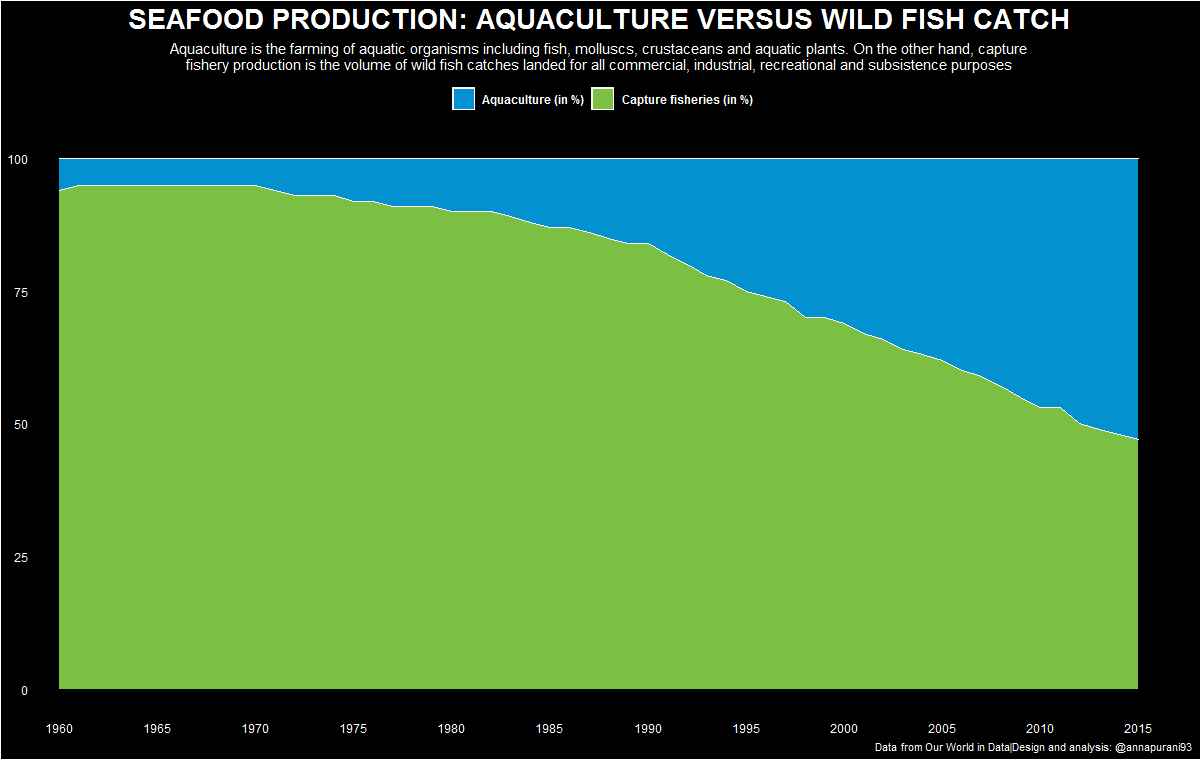 SEAFOOD PRODUCTION: AQUACULTURE VERSUS WILD FISH CATCH
Aquaculture is the farming of aquatic organisms including fish, molluscs, crustaceans and aquatic plants. On the other hand, capture
fishery production is the volume of wild fish catches landed for all commercial, industrial, recreational and subsistence purposes
Aquaculture (in %) Capture fisheries (in %)
100
75
50
25
0
1960 1965 1970 1975 1980 1985 1990 1995 2000 2005 2010 2015
Data from Our World in Data|Design and analysis: @annapurani93